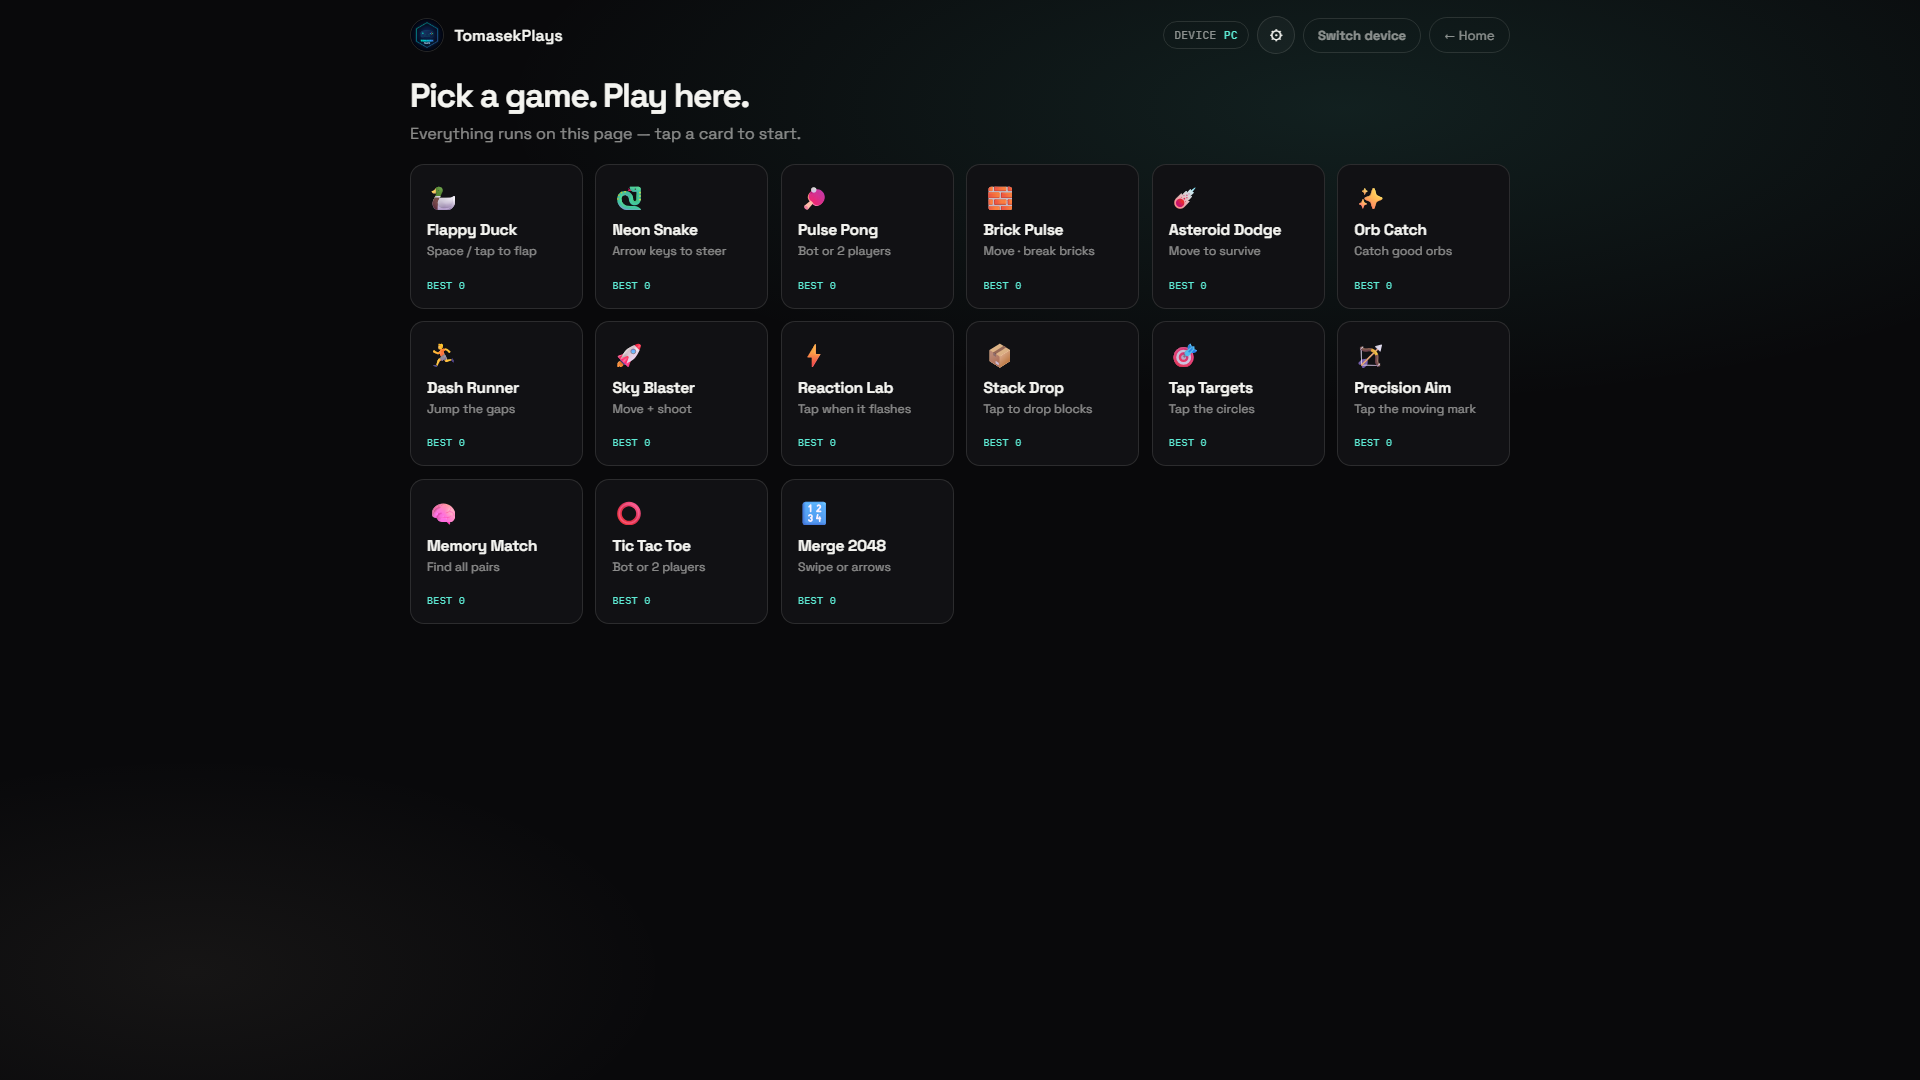 TomasekPlays
DEVICE PC
Switch device
← Home
Pick a game. Play here.
Everything runs on this page — tap a card to start.
Flappy Duck
Space / tap to flap
BEST 0
Neon Snake
Arrow keys to steer
BEST 0
Pulse Pong
Bot or 2 players
BEST 0
Brick Pulse
Move · break bricks
BEST 0
Asteroid Dodge
Move to survive
BEST 0
Orb Catch
Catch good orbs
BEST 0
Dash Runner
Jump the gaps
BEST 0
Sky Blaster
Move + shoot
BEST 0
Reaction Lab
Tap when it flashes
BEST 0
Stack Drop
Tap to drop blocks
BEST 0
Tap Targets
Tap the circles
BEST 0
Precision Aim
Tap the moving mark
BEST 0
Memory Match
Find all pairs
BEST 0
Tic Tac Toe
Bot or 2 players
BEST 0
1 2
3 4
Merge 2048
Swipe or arrows
BEST 0